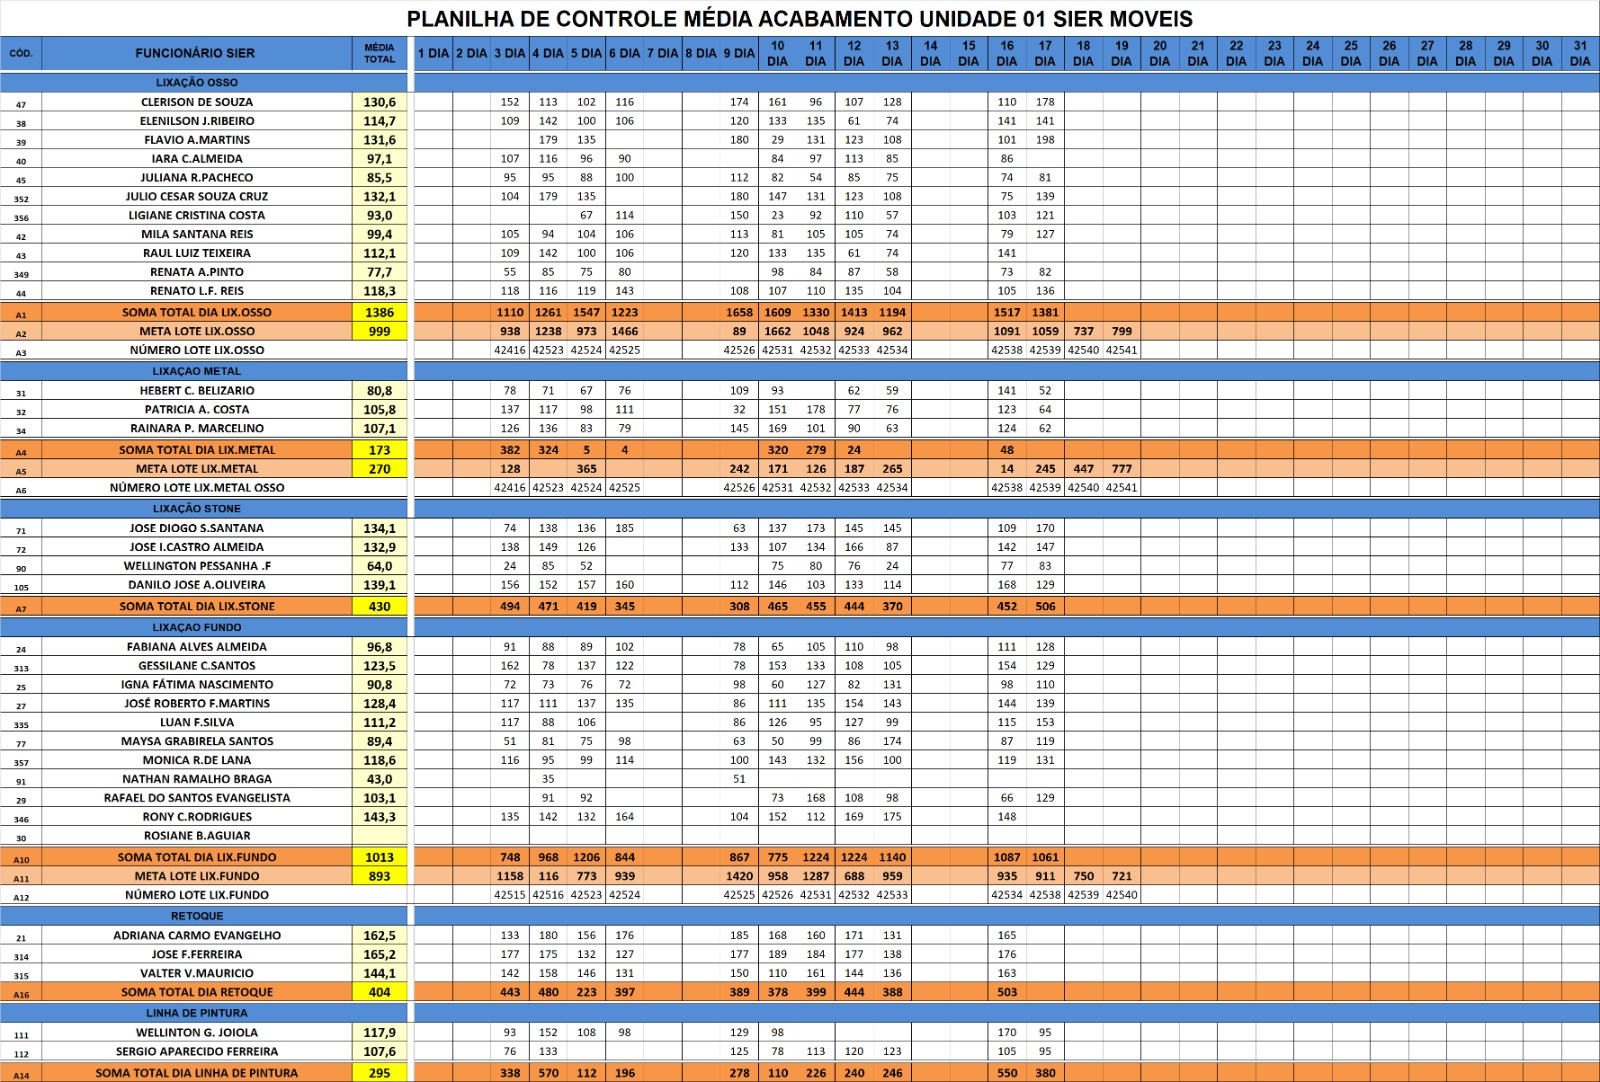 PLANILHA DE CONTROLE MÉDIA ACABAMENTO UNIDADE 01 SIER MOVEIS
CÓD. FUNCIONÁRIO SIER MÉDIA TOTAL 1 DIA 2 DIA 3 DIA 4 DIA 5 DIA 6 DIA 7 DIA 8 DIA 9 DIA 10 DIA 11 DIA 12 DIA 13 DIA 14 DIA 15 DIA 16 DIA 17 DIA 18 DIA 19 DIA 20 DIA 21 DIA 22 DIA 23 DIA 24 DIA 25 DIA 26 DIA 27 DIA 28 DIA 29 DIA 30 DIA 31 DIA
LIXAÇÃO OSSO
47 CLERISON DE SOUZA 130,6 152 113 102 116 174 161 96 107 128 110 178
38 ELENILSON J.RIBEIRO 114,7 109 142 100 106 120 133 135 61 74 141 141
39 FLAVIO A.MARTINS 131,6 179 135 180 29 131 123 108 101 198
40 IARA C.ALMEIDA 97,1 107 116 96 90 84 97 113 85 86
45 JULIANA R.PACHECO 85,5 95 95 88 100 112 82 54 85 75 74 81
352 JULIO CESAR SOUZA CRUZ 132,1 104 179 135 180 147 131 123 108 75 139
356 LIGIANE CRISTINA COSTA 93,0 67 114 150 23 92 110 57 103 121
42 MILA SANTANA REIS 99,4 105 94 104 106 113 81 105 105 74 79 127
43 RAUL LUIZ TEIXEIRA 112,1 109 142 100 106 120 133 135 61 74 141
349 RENATA A.PINTO 77,7 55 85 75 80 98 84 87 58 73 82
44 RENATO L.F. REIS 118,3 118 116 119 143 108 107 110 135 104 105 136
A1 SOMA TOTAL DIA LIX.OSSO 1386 1110 1261 1547 1223 1658 1609 1330 1413 1194 1517 1381
A2 META LOTE LIX.OSSO 999 938 1238 973 1466 89 1662 1048 924 962 1091 1059 737 799
A3 NÚMERO LOTE LIX.OSSO 42416 42523 42524 42525 42526 42531 42532 42533 42534 42538 42539 42540 42541
LIXAÇAO METAL
31 HEBERT C. BELIZARIO 80,8 78 71 67 76 109 93 62 59 141 52
32 PATRICIA A. COSTA 105,8 137 117 98 111 32 151 178 77 76 123 64
34 RAINARA P. MARCELINO 107,1 126 136 83 79 145 169 101 90 63 124 62
A4 SOMA TOTAL DIA LIX.METAL 173 382 324 5 4 320 279 24 48
A5 META LOTE LIX.METAL 270 128 365 242 171 126 187 265 14 245 447 777
A6 NÚMERO LOTE LIX.METAL OSSO 42416 42523 42524 42525 42526 42531 42532 42533 42534 42538 42539 42540 42541
LIXAÇÃO STONE
71 JOSE DIOGO S.SANTANA 134,1 74 138 136 185 63 137 173 145 145 109 170
72 JOSE I.CASTRO ALMEIDA 132,9 138 149 126 133 107 134 166 87 142 147
90 WELLINGTON PESSANHA .F 64,0 24 85 52 75 80 76 24 77 83
105 DANILO JOSE A.OLIVEIRA 139,1 156 152 157 160 112 146 103 133 114 168 129
A7 SOMA TOTAL DIA LIX.STONE 430 494 471 419 345 308 465 455 444 370 452 506
LIXAÇAO FUNDO
24 FABIANA ALVES ALMEIDA 96,8 91 88 89 102 78 65 105 110 98 111 128
313 GESSILANE C.SANTOS 123,5 162 78 137 122 78 153 133 108 105 154 129
25 IGNA FÁTIMA NASCIMENTO 90,8 72 73 76 72 98 60 127 82 131 98 110
27 JOSÉ ROBERTO F.MARTINS 128,4 117 111 137 135 86 111 135 154 143 144 139
335 LUAN F.SILVA 111,2 117 88 106 86 126 95 127 99 115 153
77 MAYSA GRABIRELA SANTOS 89,4 51 81 75 98 63 50 99 86 174 87 119
357 MONICA R.DE LANA 118,6 116 95 99 114 100 143 132 156 100 119 131
91 NATHAN RAMALHO BRAGA 43,0 35 51
29 RAFAEL DO SANTOS EVANGELISTA 103,1 91 92 73 168 108 98 66 129
346 RONY C.RODRIGUES 143,3 135 142 132 164 104 152 112 169 175 148
30 ROSIANE B.AGUIAR
A10 SOMA TOTAL DIA LIX.FUNDO 1013 748 968 1206 844 867 775 1224 1224 1140 1087 1061
A11 META LOTE LIX.FUNDO 893 1158 116 773 939 1420 958 1287 688 959 935 911 750 721
A12 NÚMERO LOTE LIX.FUNDO 42515 42516 42523 42524 42525 42526 42531 42532 42533 42534 42538 42539 42540
RETOQUE
21 ADRIANA CARMO EVANGELHO 162,5 133 180 156 176 185 168 160 171 131 165
314 JOSE F.FERREIRA 165,2 177 175 132 127 177 189 184 177 138 176
315 VALTER V.MAURICIO 144,1 142 158 146 131 150 110 161 144 136 163
A16 SOMA TOTAL DIA RETOQUE 404 443 480 223 397 389 378 399 444 388 503
LINHA DE PINTURA
111 WELLINTON G. JOIOLA 117,9 93 152 108 98 129 98 170 95
112 SERGIO APARECIDO FERREIRA 107,6 76 133 125 78 113 120 123 105 95
A14 SOMA TOTAL DIA LINHA DE PINTURA 295 338 570 112 196 278 110 226 240 246 550 380